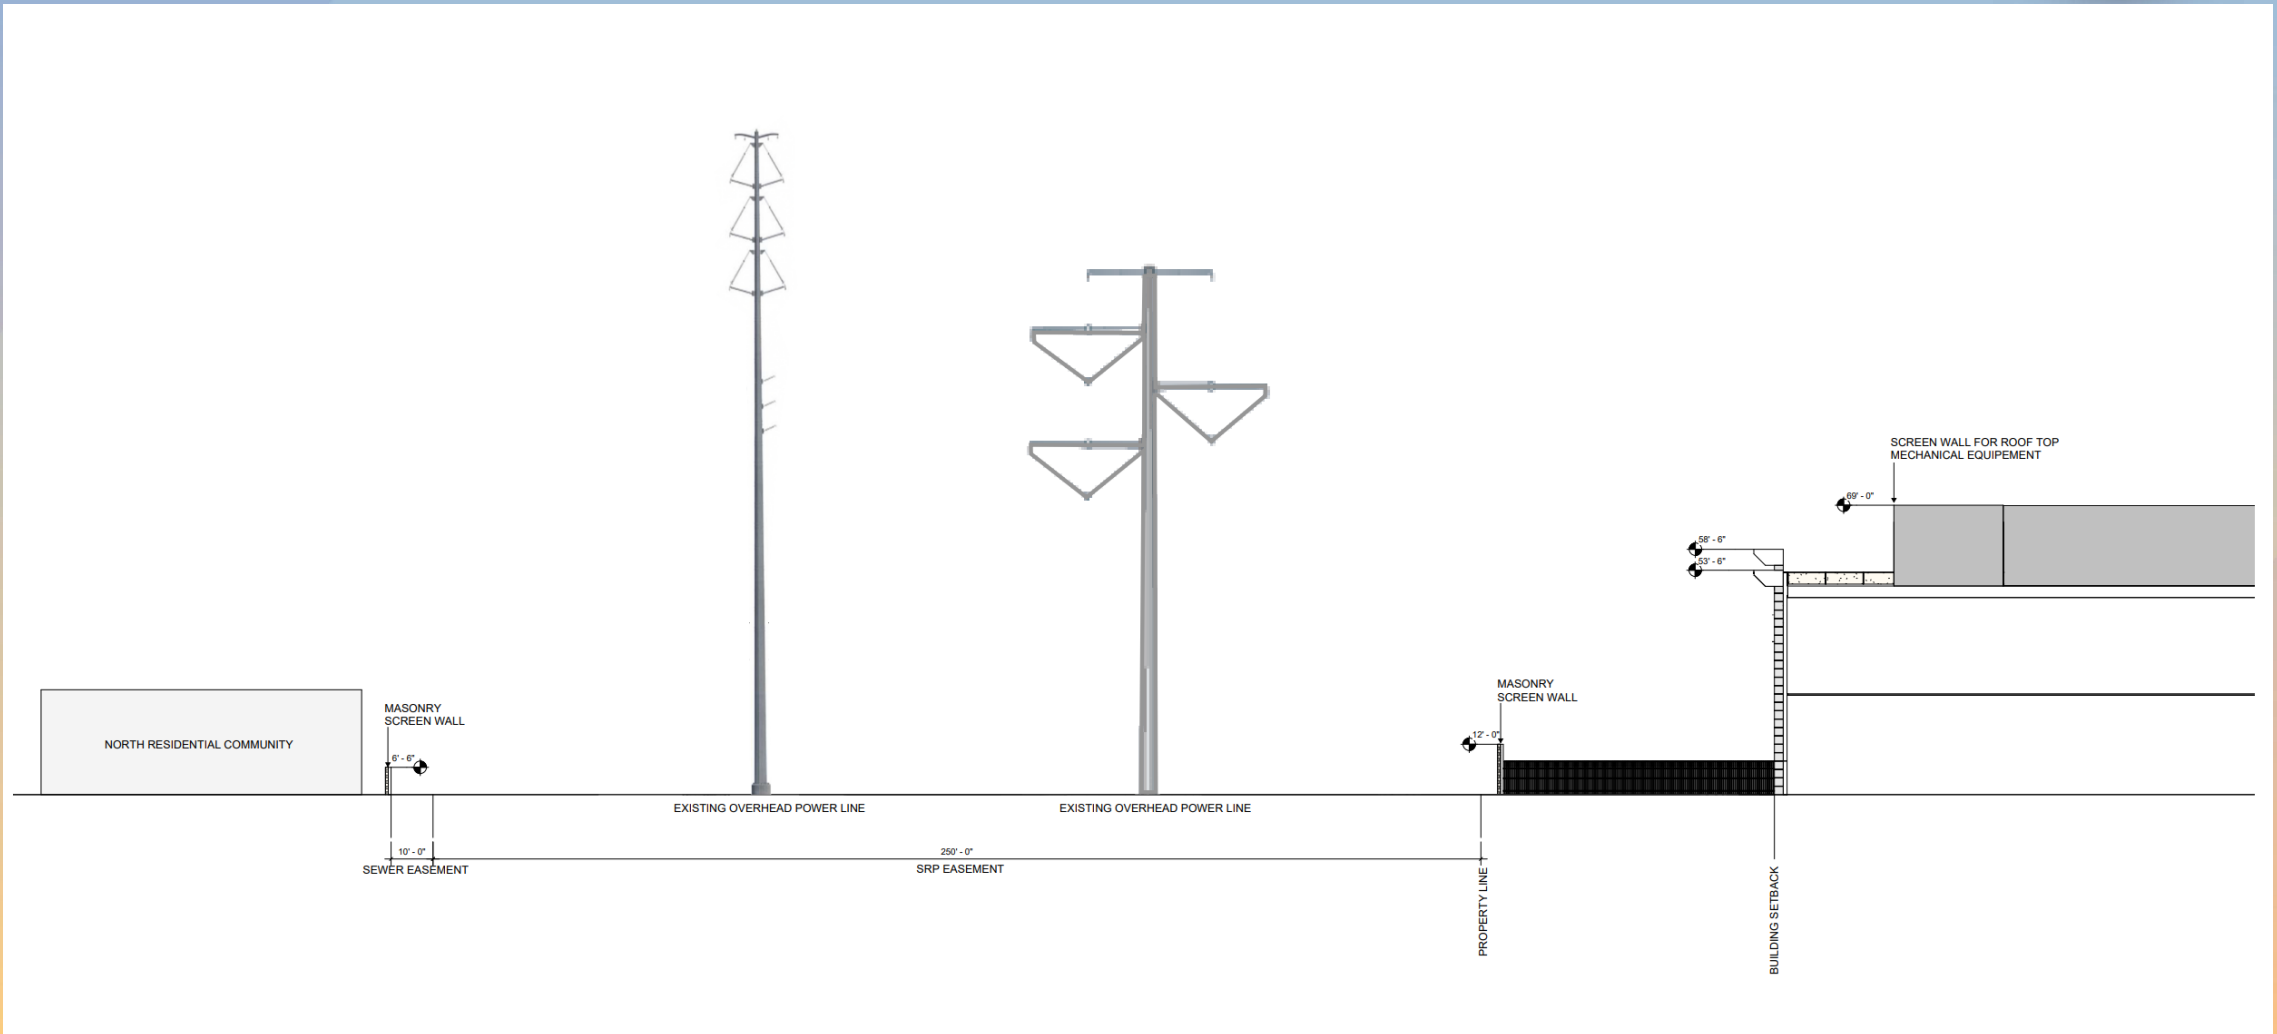 SCREEN WALL FOR ROOF TOP
MECHANICAL EQUIPEMENT
69' - 0"
58' - 6"
53' - 6"
MASONRY
SCREEN WALL
12' - 0"
MASONRY
SCREEN WALL
6' - 6"
NORTH RESIDENTIAL COMMUNITY
EXISTING OVERHEAD POWER LINE
EXISTING OVERHEAD POWER LINE
10' - 0"
SEWER EASEMENT
250' - 0"
SRP EASEMENT
PROPERTY LINE
BUILDING SETBACK